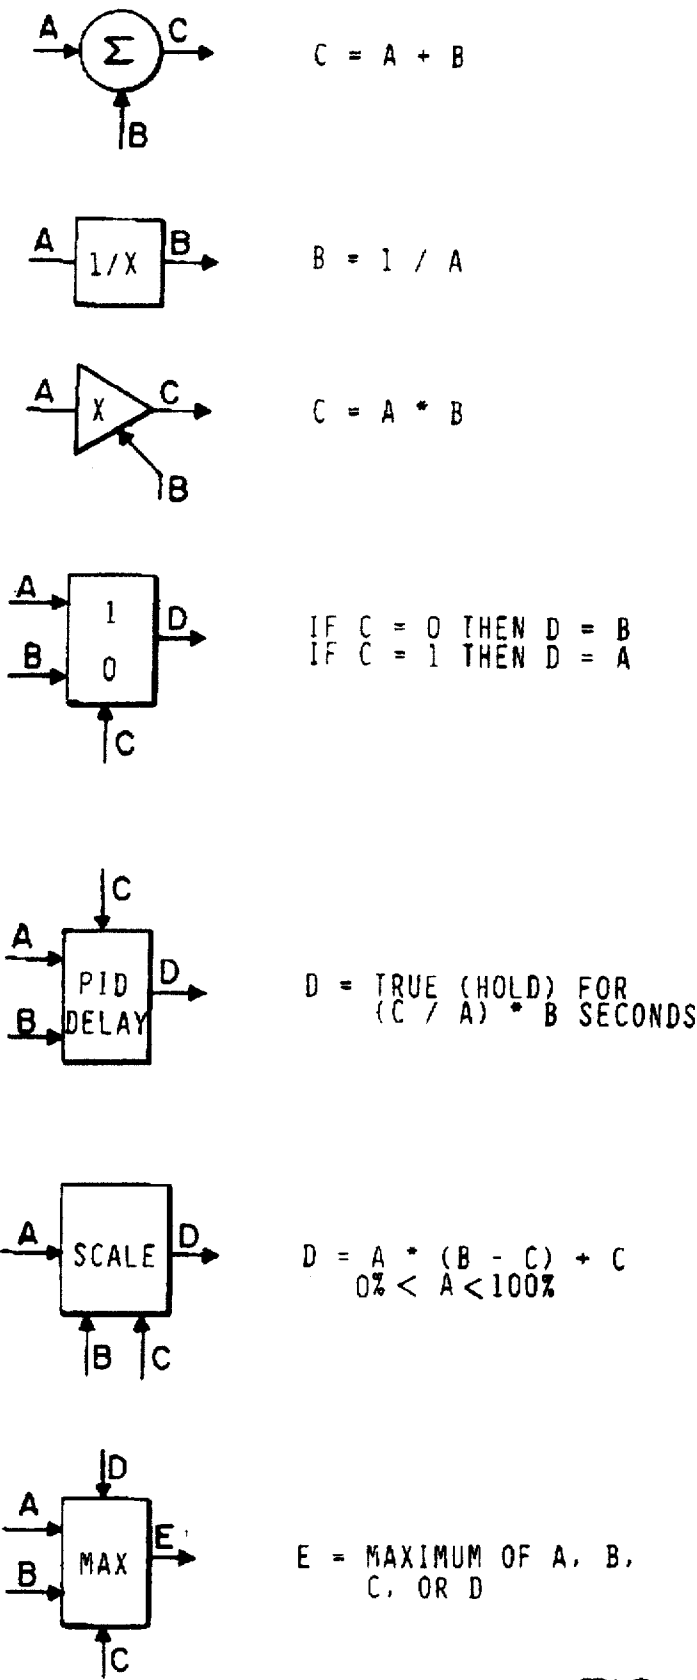 A Σ C C = A + B
B
A 1/X B B = 1 / A
A X C C = A * B
B
A 1 D IF C = 0 THEN D = B
B 0 IF C = 1 THEN D = A
C
C
A PID D D = TRUE (HOLD) FOR
B DELAY (C / A) * B SECONDS
A SCALE D D = A * (B - C) + C
0% < A < 100%
B C
D
A MAX E E = MAXIMUM OF A, B,
B C, OR D
C